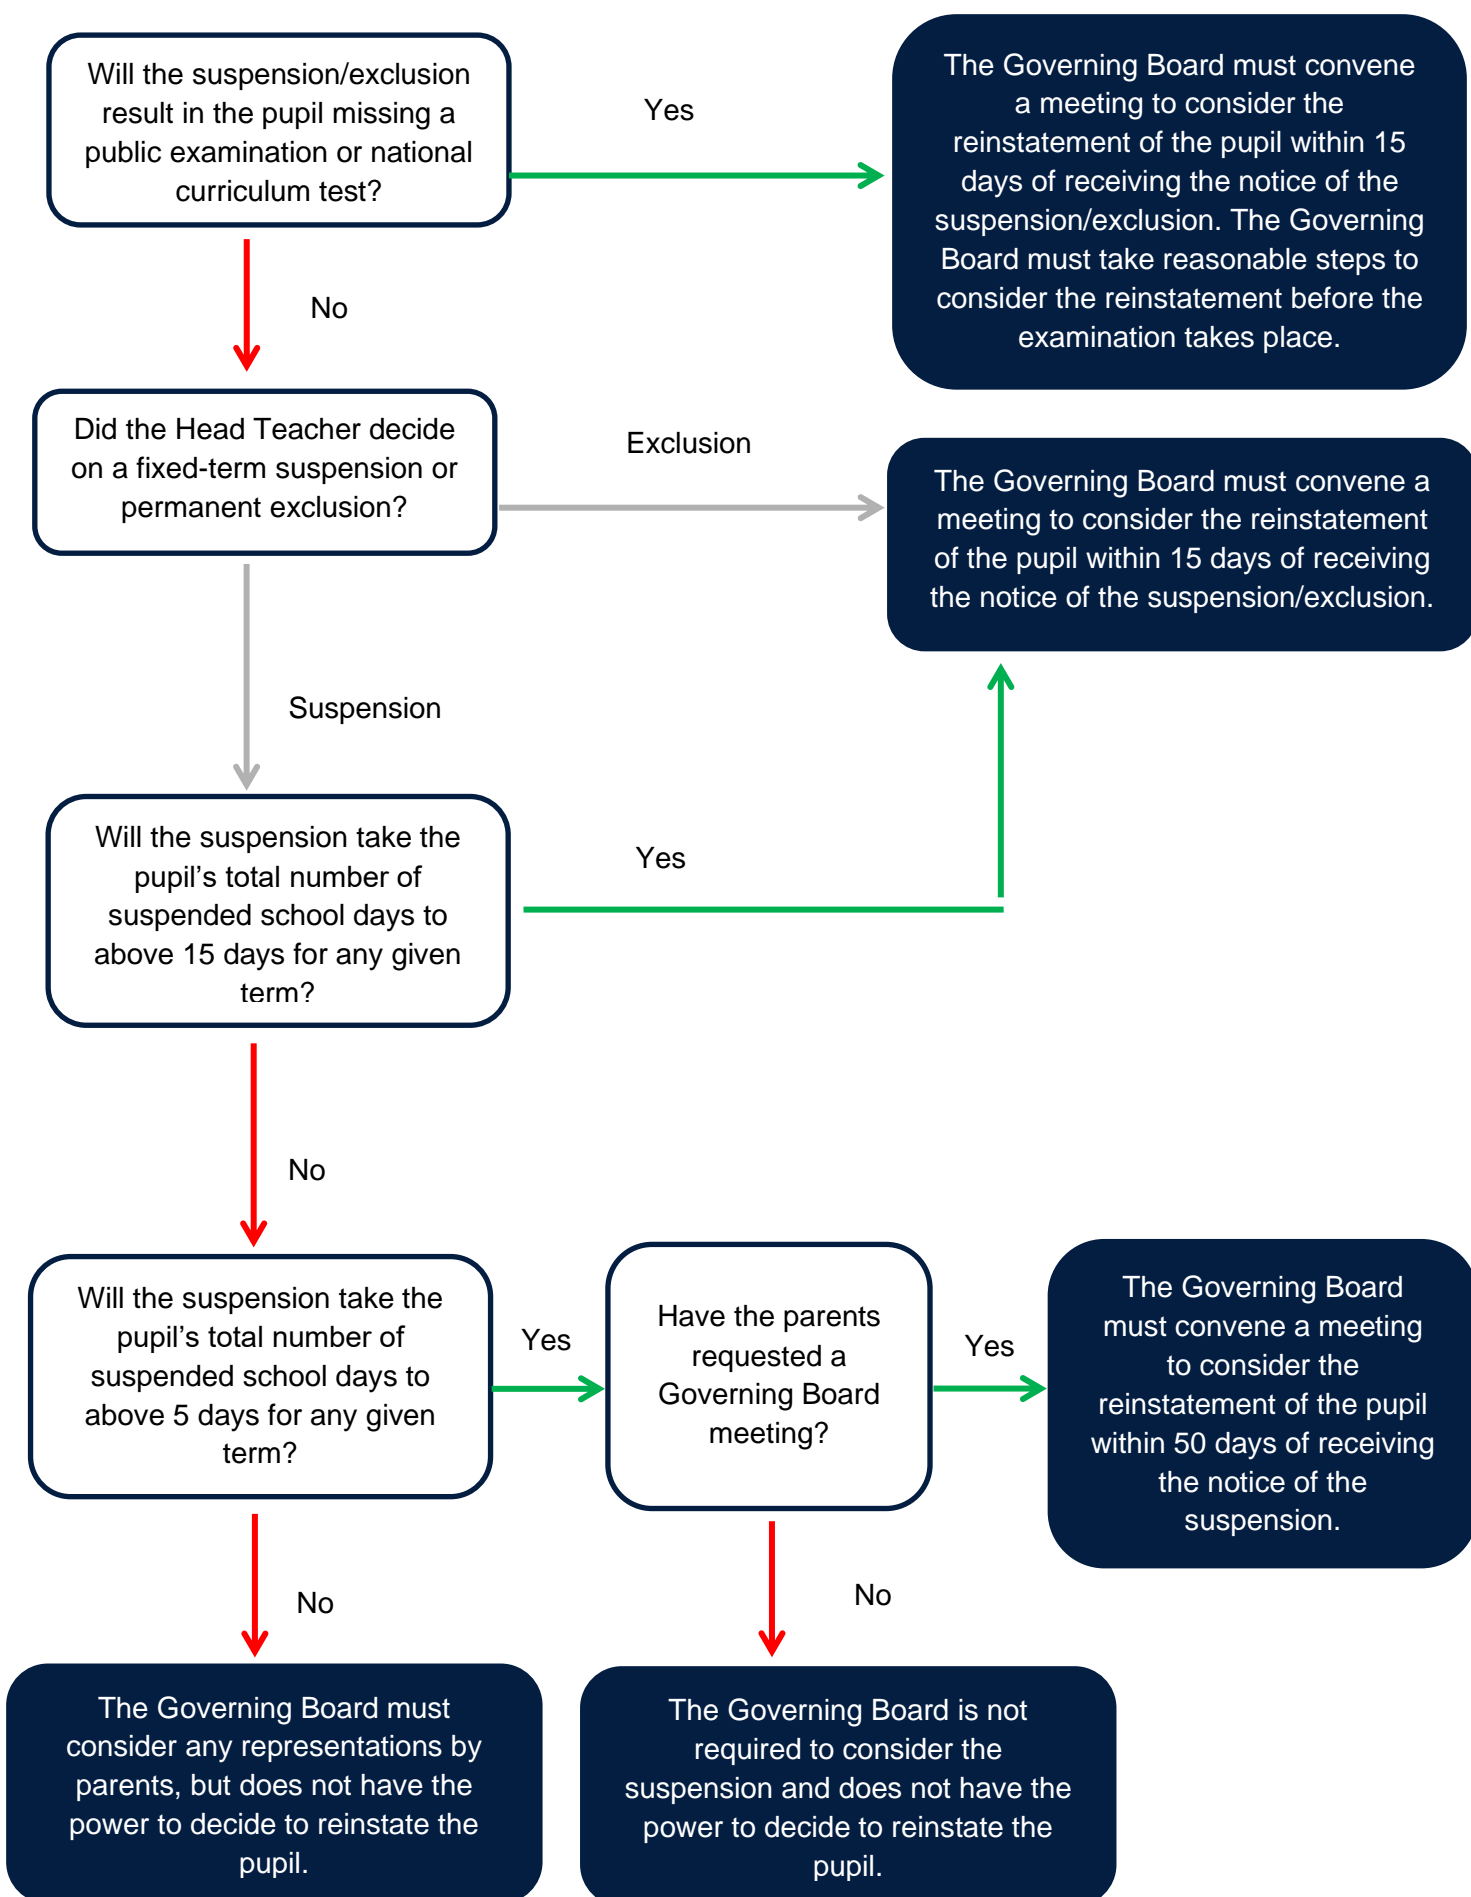 Will the suspension/exclusion
result in the pupil missing a
public examination or national
curriculum test?
Yes
The Governing Board must convene
a meeting to consider the
reinstatement of the pupil within 15
days of receiving the notice of the
suspension/exclusion. The Governing
Board must take reasonable steps to
consider the reinstatement before the
examination takes place.
No
Did the Head Teacher decide
on a fixed-term suspension or
permanent exclusion?
Exclusion
The Governing Board must convene a
meeting to consider the reinstatement
of the pupil within 15 days of receiving
the notice of the suspension/exclusion.
Suspension
Will the suspension take the
pupil’s total number of
suspended school days to
above 15 days for any given
term?
Yes
No
Will the suspension take the
pupil’s total number of
suspended school days to
above 5 days for any given
term?
Yes
Have the parents
requested a
Governing Board
meeting?
Yes
The Governing Board
must convene a meeting
to consider the
reinstatement of the pupil
within 50 days of receiving
the notice of the
suspension.
No
No
The Governing Board must
consider any representations by
parents, but does not have the
power to decide to reinstate the
pupil.
The Governing Board is not
required to consider the
suspension and does not have the
power to decide to reinstate the
pupil.